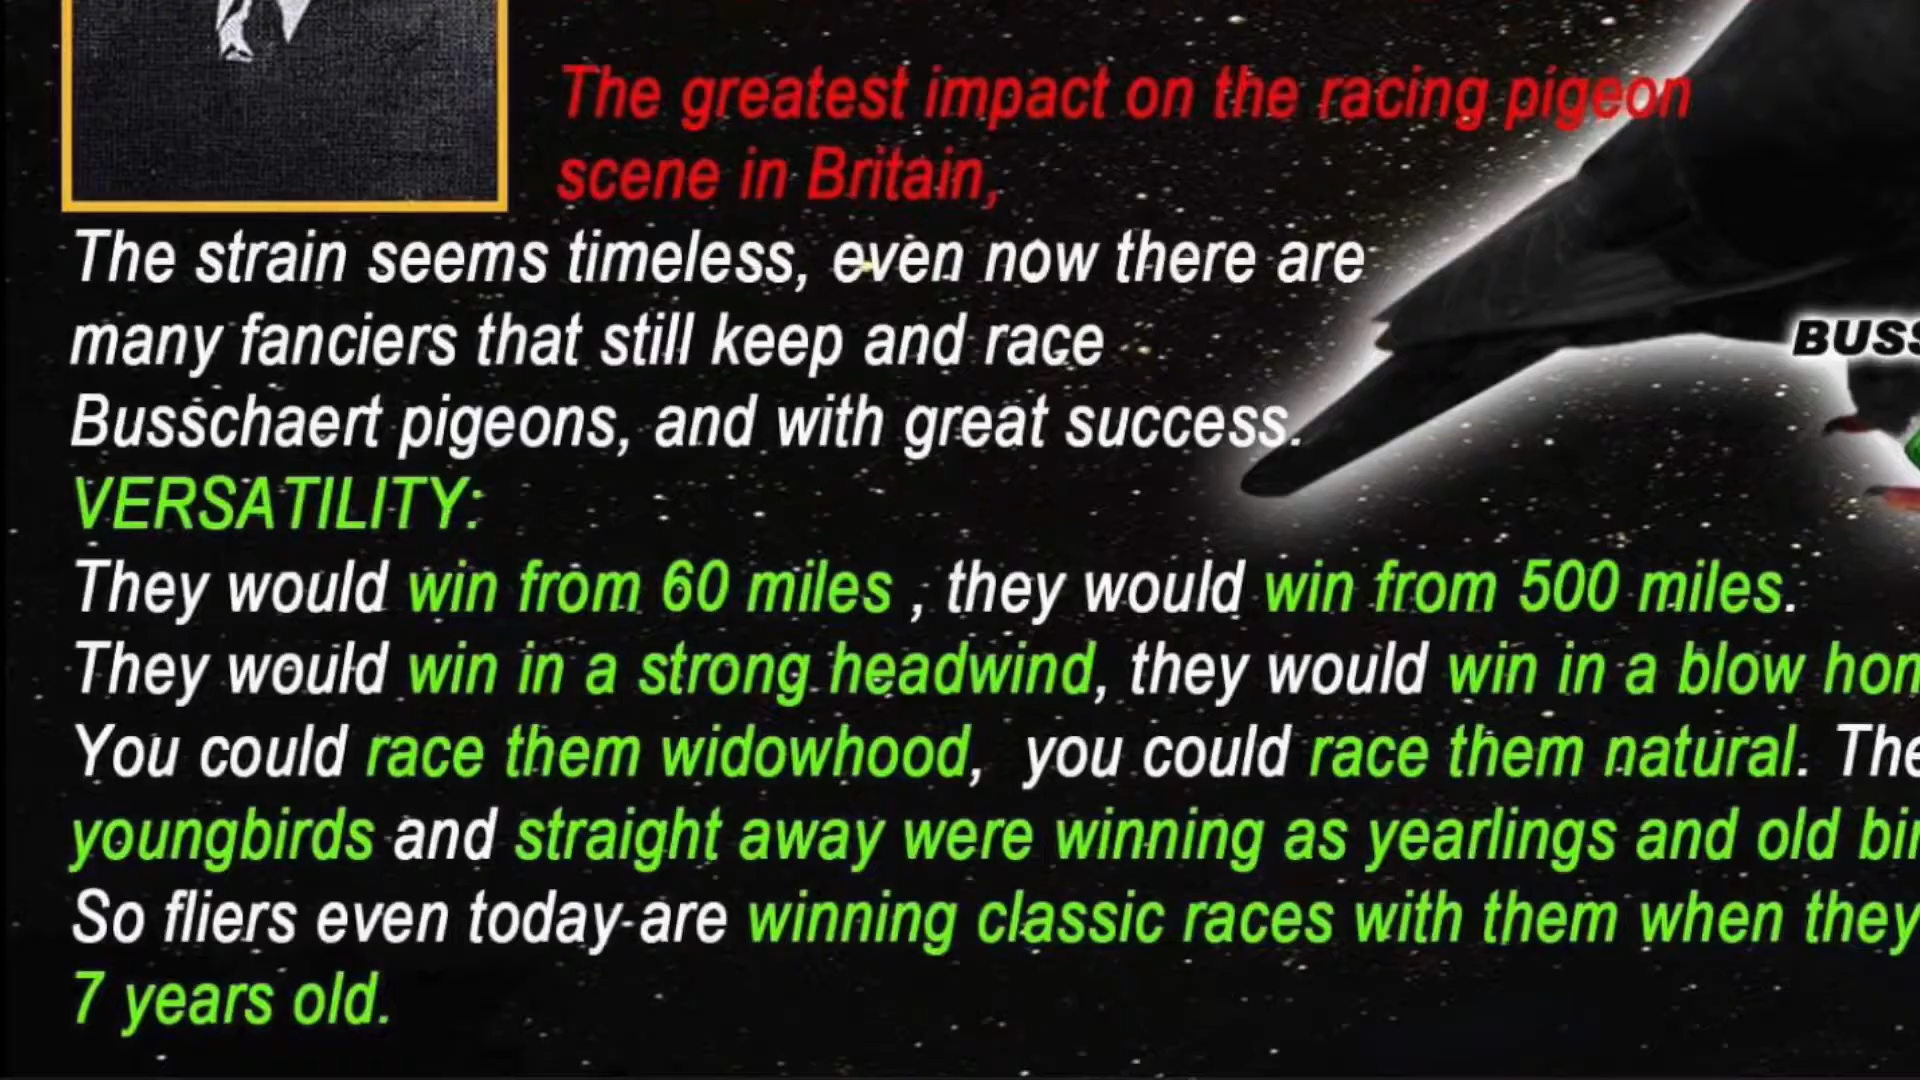 The greatest impact on the racing pigeon
scene in Britain,
The strain seems timeless, even now there are
many fanciers that still keep and race
BUSS
Busschaert pigeons, and with great success.
VERSATILITY:
They would win from 60 miles , they would win from 500 miles.
They would win in a strong headwind, they would win in a blow hom
You could race them widowhood, you could race them natural. The
youngbirds and straight away were winning as yearlings and old bir
So fliers even today are winning classic races with them when they
7 years old.